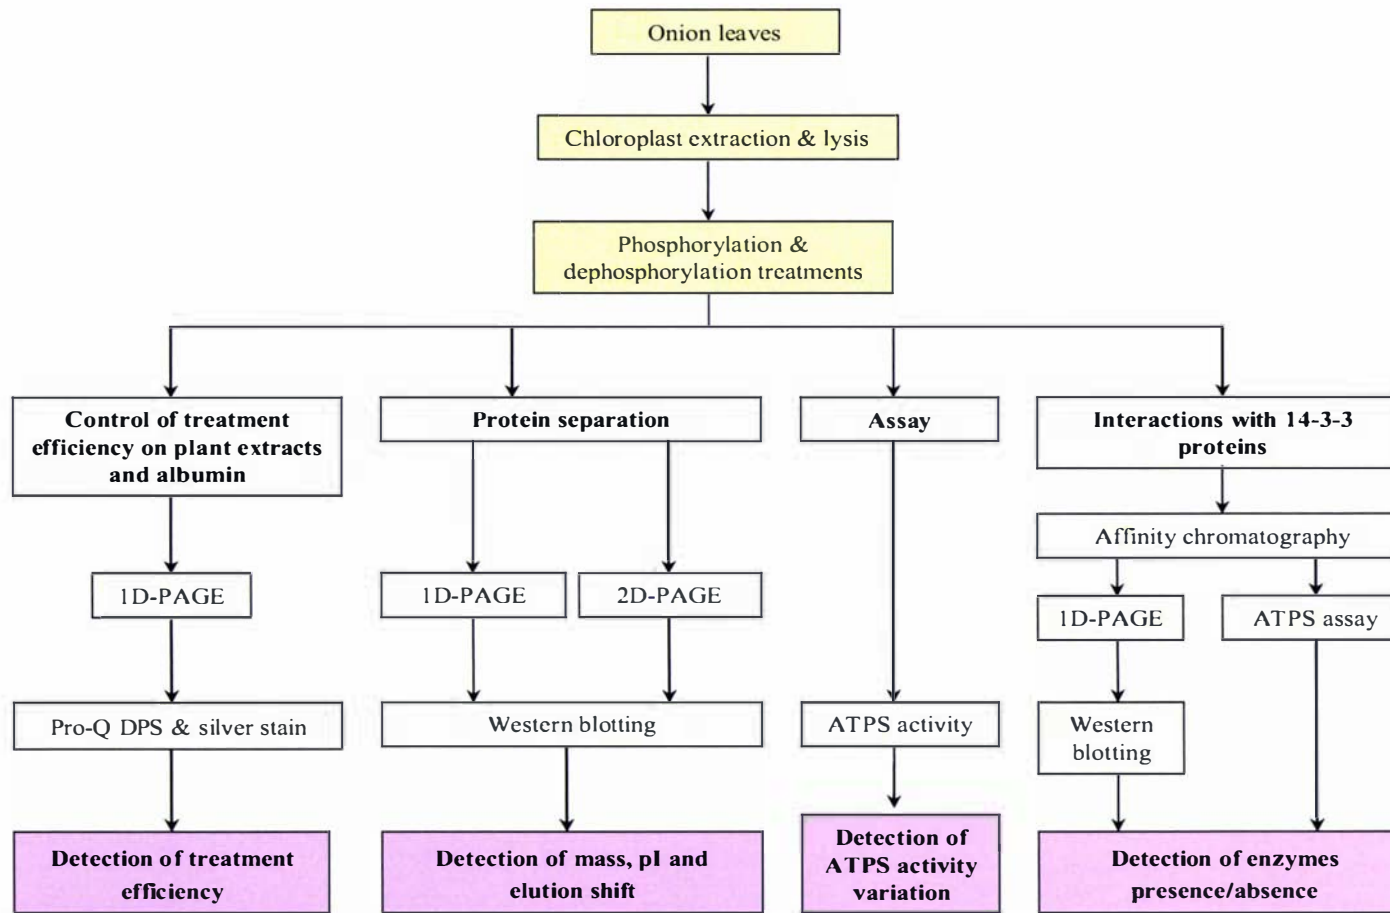 Onion leaves
Chloroplast extraction & lysis
Phosphorylation &
dephosphorylation treatments
Control of treatment
efficiency on plant extracts
and albumin
Protein separation
Assay
Interactions with 14-3-3
proteins
Affinity chromatography
1D-PAGE
1D-PAGE
2D-PAGE
1D-PAGE
ATPS assay
Pro-Q DPS & silver stain
Western blotting
ATPS activity
Western
blotting
Detection of treatment
efficiency
Detection of mass, pI and
elution shift
Detection of
ATPS activity
variation
Detection of enzymes
presence/absence